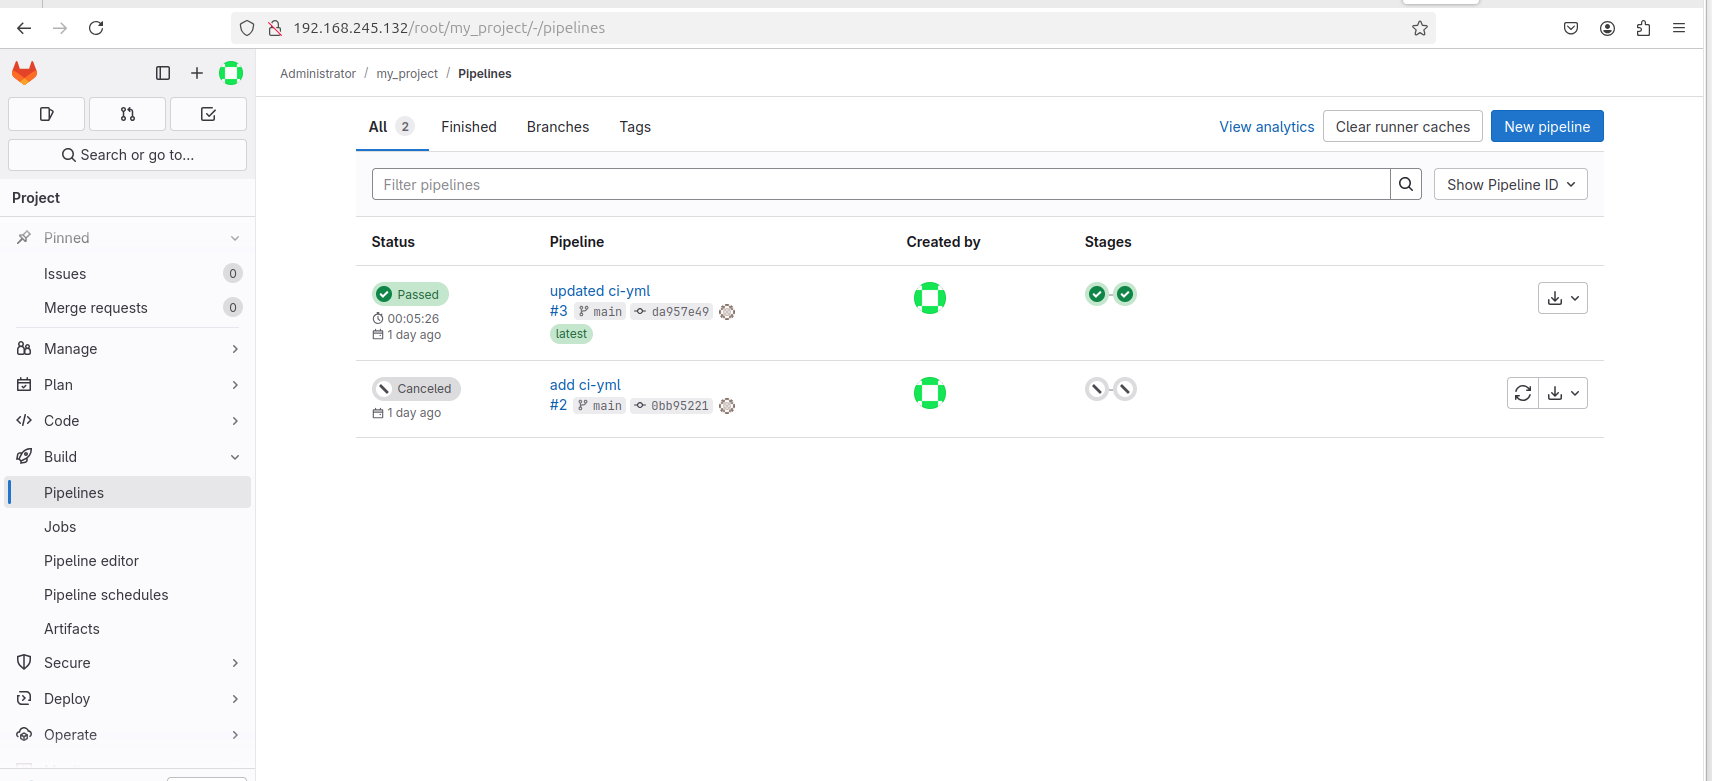 192.168.245.132/root/my_project/-/pipelines
Administrator / my_project / Pipelines
Search or go to...
Project
Pinned
Issues 0
Merge requests 0
Manage
Plan
Code
Build
Pipelines
Jobs
Pipeline editor
Pipeline schedules
Artifacts
Secure
Deploy
Operate
All 2 Finished Branches Tags View analytics Clear runner caches New pipeline
Filter pipelines Show Pipeline ID
Status Pipeline Created by Stages
Passed
00:05:26
1 day ago
updated ci-yml
#3 main da957e49
latest
Canceled
1 day ago
add ci-yml
#2 main 0bb95221